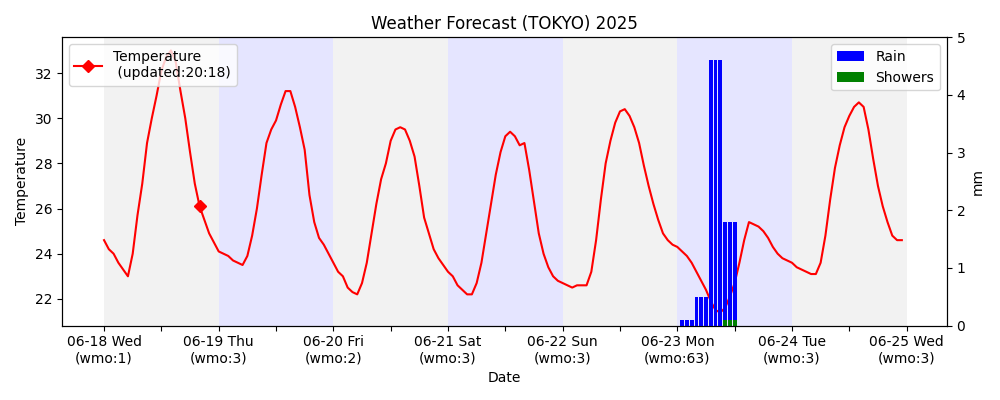 Weather Forecast (TOKYO) 2025
Temperature
(updated:20:18)
Rain
Showers
Temperature
32
30
28
26
24
22
5
4
3
2
1
0
mm
06-18 Wed
(wmo:1)
06-19 Thu
(wmo:3)
06-20 Fri
(wmo:2)
06-21 Sat
(wmo:3)
06-22 Sun
(wmo:3)
06-23 Mon
(wmo:63)
06-24 Tue
(wmo:3)
06-25 Wed
(wmo:3)
Date